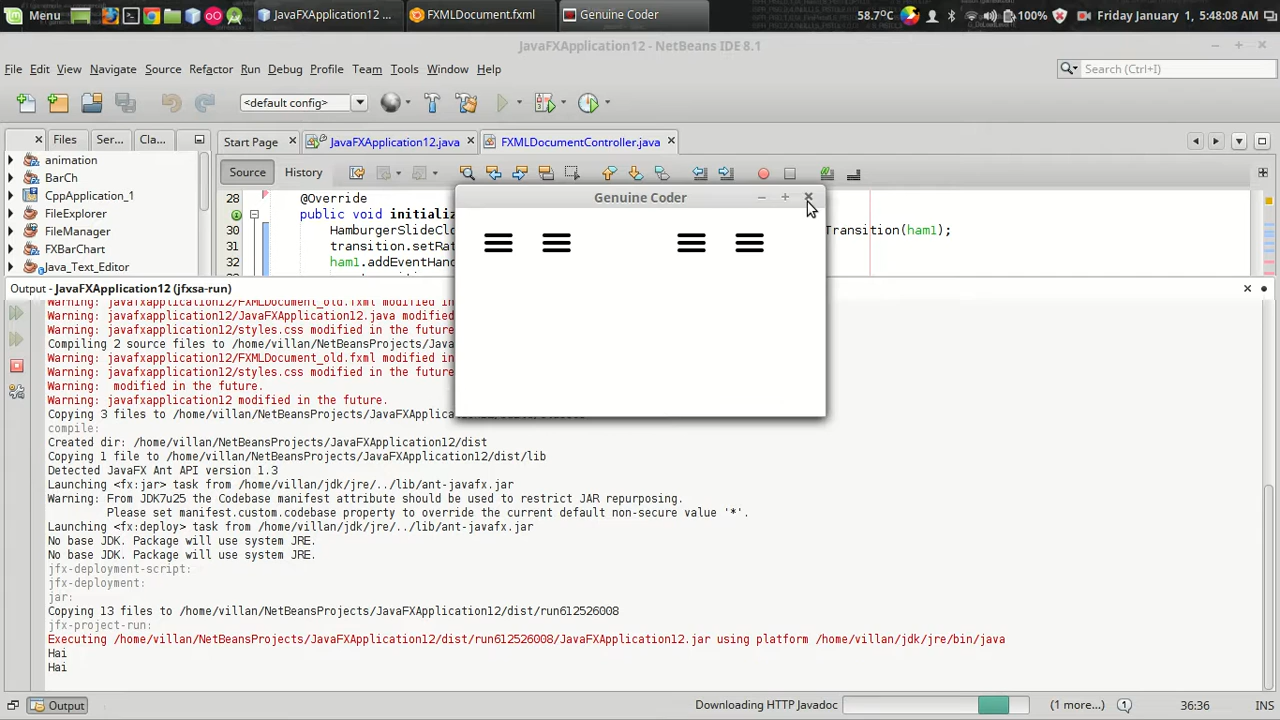 Menu
JavaFXApplication12 ...
FXMLDocument.fxml
Genuine Coder
58.7°C
100%
Friday January 1, 5:48:08 AM
JavaFXApplication12 - NetBeans IDE 8.1
File Edit View Navigate Source Refactor Run Debug Profile Team Tools Window Help
Search (Ctrl+I)
<default config>
Files Ser... Cla...
Start Page JavaFXApplication12.java FXMLDocumentController.java
Source History
animation
BarCh
CppApplication_1
FileExplorer
FileManager
FXBarChart
Java_Text_Editor
28 @Override
29 public void initializ
30 HamburgerSlideClo Transition(ham1);
31 transition.setRat
32 ham1.addEventHand
Genuine Coder
Output - JavaFXApplication12 (jfxsa-run)
Warning: javafxapplication12/FXMLDocument_old.fxml modified in
Warning: javafxapplication12/JavaFXApplication12.java modified
Warning: javafxapplication12/styles.css modified in the future
Compiling 2 source files to /home/villan/NetBeansProjects/Java
Warning: javafxapplication12/FXMLDocument_old.fxml modified in
Warning: javafxapplication12/styles.css modified in the future
Warning:  modified in the future.
Warning: javafxapplication12 modified in the future.
Copying 3 files to /home/villan/NetBeansProjects/JavaFXApplicat
compile:
Created dir: /home/villan/NetBeansProjects/JavaFXApplication12/dist
Copying 1 file to /home/villan/NetBeansProjects/JavaFXApplication12/dist/lib
Detected JavaFX Ant API version 1.3
Launching <fx:jar> task from /home/villan/jdk/jre/../lib/ant-javafx.jar
Warning: From JDK7u25 the Codebase manifest attribute should be used to restrict JAR repurposing.
Please set manifest.custom.codebase property to override the current default non-secure value '*'.
Launching <fx:deploy> task from /home/villan/jdk/jre/../lib/ant-javafx.jar
No base JDK. Package will use system JRE.
No base JDK. Package will use system JRE.
jfx-deployment-script:
jfx-deployment:
jar:
Copying 13 files to /home/villan/NetBeansProjects/JavaFXApplication12/dist/run612526008
jfx-project-run:
Executing /home/villan/NetBeansProjects/JavaFXApplication12/dist/run612526008/JavaFXApplication12.jar using platform /home/villan/jdk/jre/bin/java
Hai
Hai
Output
Downloading HTTP Javadoc
(1 more...)
1
36:36
INS